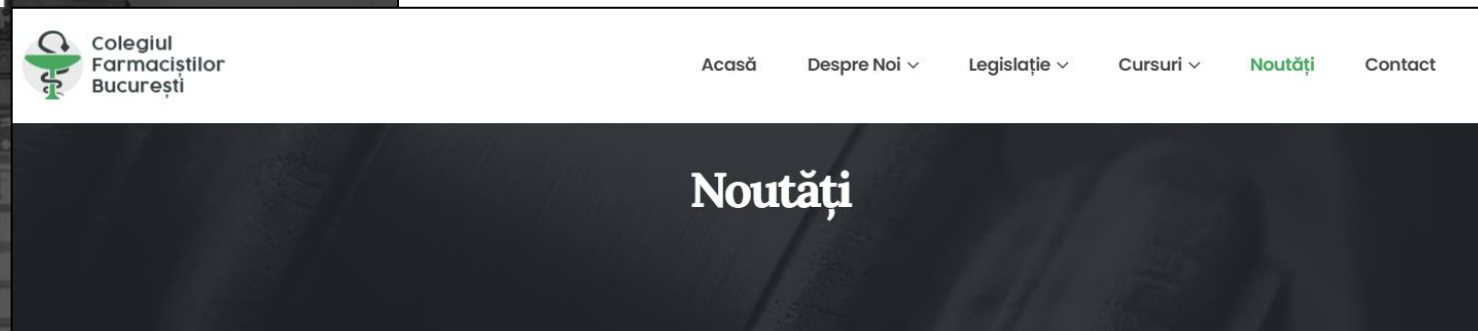 Colegiul
Farmaciștilor
București
Acasă Despre Noi Legislație Cursuri Noutăți Contact
Noutăți